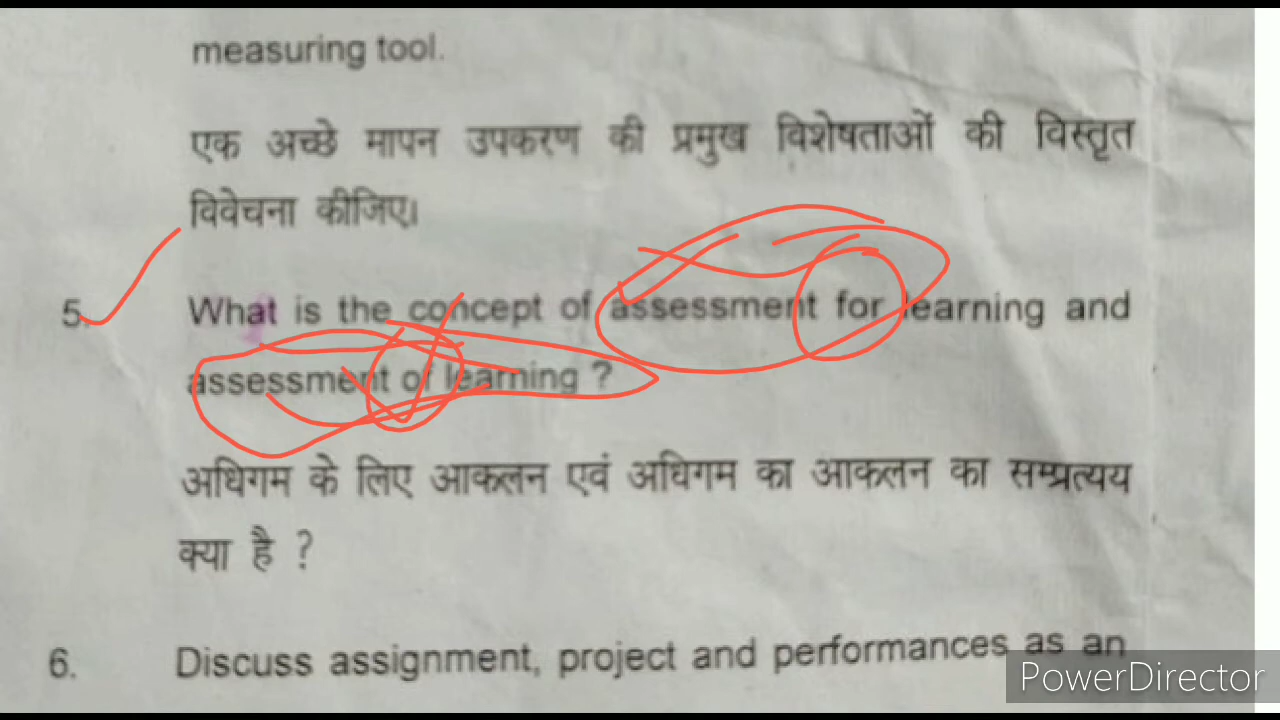 measuring tool.
एक अच्छे मापन उपकरण की प्रमुख विशेषताओं की विस्तृत
विवेचना कीजिए।
5. What is the concept of assessment for learning and
assessment of learning ?
अधिगम के लिए आकलन एवं अधिगम का आकलन का सम्प्रत्यय
क्या है ?
6. Discuss assignment, project and performances as an
PowerDirector